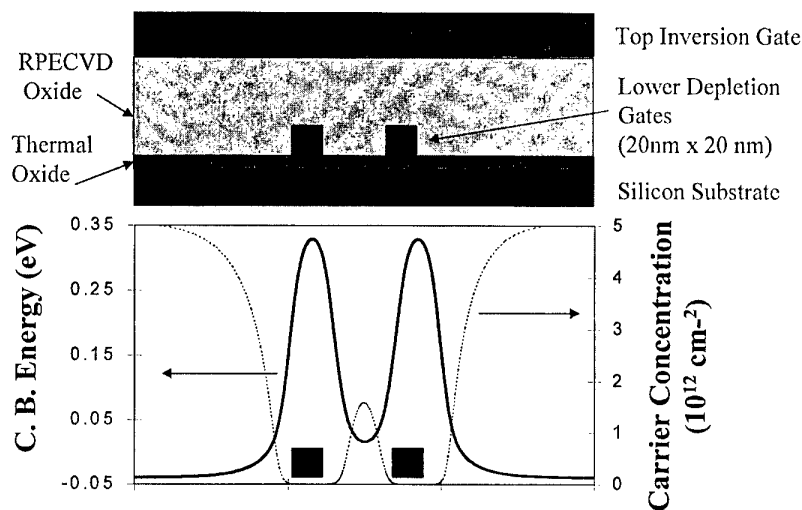 Top Inversion Gate
RPECVD
Oxide
Lower Depletion
Gates
(20nm x 20 nm)
Thermal
Oxide
Silicon Substrate
C. B. Energy (eV)
0.35
0.25
0.15
0.05
-0.05
5
4
3
2
1
0
Carrier Concentration
(10¹² cm-²)